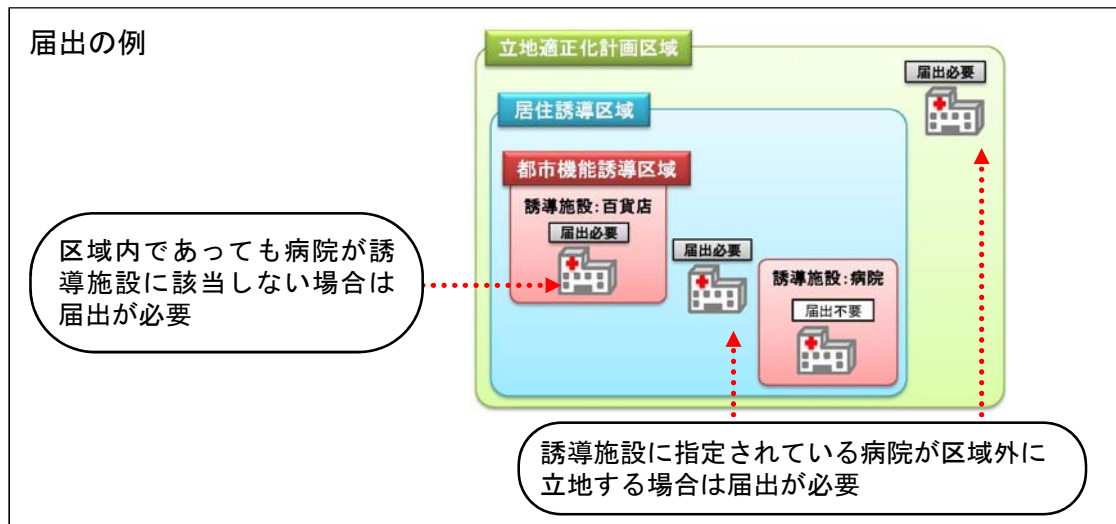 届出の例
立地適正化計画区域
届出必要
居住誘導区域
都市機能誘導区域
誘導施設:百貨店
届出必要
届出必要
誘導施設:病院
届出不要
区域内であっても病院が誘
導施設に該当しない場合は
届出が必要
誘導施設に指定されている病院が区域外に
立地する場合は届出が必要